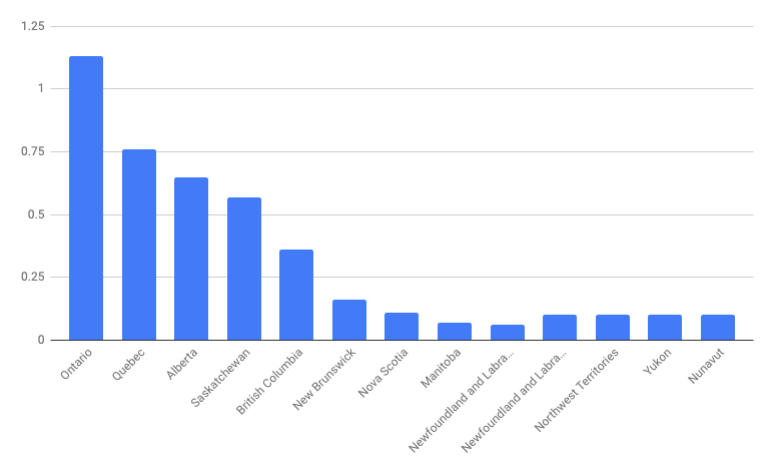 1.25
1
0.75
0.5
0.25
0
Ontario
Quebec
Alberta
Saskatchewan
British Columbia
New Brunswick
Nova Scotia
Manitoba
Newfoundland and Labra...
Newfoundland and Labra...
Northwest Territories
Yukon
Nunavut